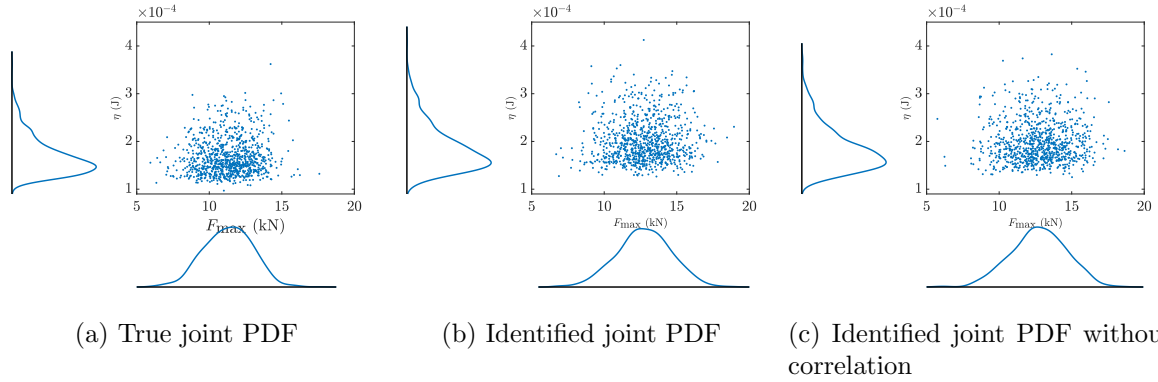 ×10⁻⁴
4
3
2
1
η (J)
5 10 15 20
F_max (kN)
(a) True joint PDF
×10⁻⁴
4
3
2
1
η (J)
5 10 15 20
F_max (kN)
(b) Identified joint PDF
×10⁻⁴
4
3
2
1
η (J)
5 10 15 20
F_max (kN)
(c) Identified joint PDF without
correlation